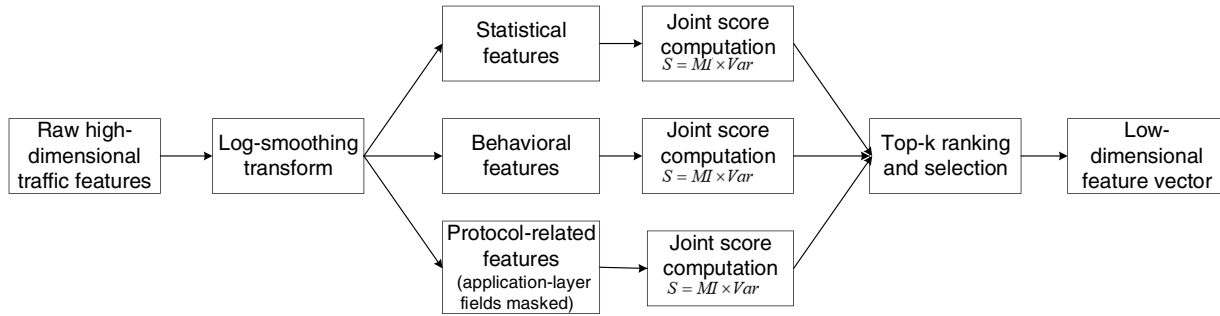 Raw high-
dimensional
traffic features
Log-smoothing
transform
Statistical
features
Joint score
computation
S = MI × Var
Behavioral
features
Joint score
computation
S = MI × Var
Protocol-related
features
(application-layer
fields masked)
Joint score
computation
S = MI × Var
Top-k ranking
and selection
Low-
dimensional
feature vector